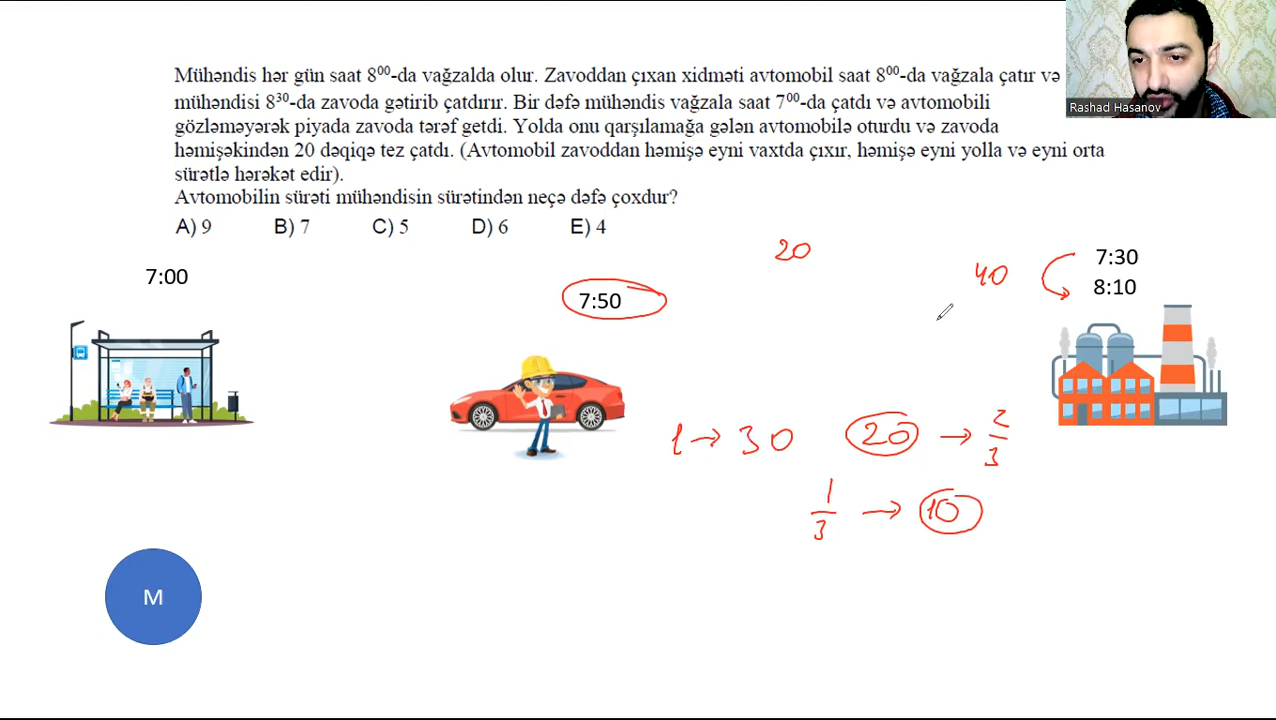 Mühəndis hər gün saat 8⁰⁰-da vağzalda olur. Zavoddan çıxan xidməti avtomobil saat 8⁰⁰-da vağzala çatır və
mühəndisi 8³⁰-da zavoda gətirib çatdırır. Bir dəfə mühəndis vağzala saat 7⁰⁰-da çatdı və avtomobili
gözləməyərək piyada zavoda tərəf getdi. Yolda onu qarşılamağa gələn avtomobilə oturdu və zavoda
həmişəkindən 20 dəqiqə tez çatdı. (Avtomobil zavoddan həmişə eyni vaxtda çıxır, həmişə eyni yolla və eyni orta
sürətlə hərəkət edir).
Avtomobilin sürəti mühəndisin sürətindən neçə dəfə çoxdur?
A) 9 B) 7 C) 5 D) 6 E) 4
Rashad Hasanov
20
7:00
7:50
40
7:30
8:10
1 → 30
20 → 2/3
1/3 → 10
M